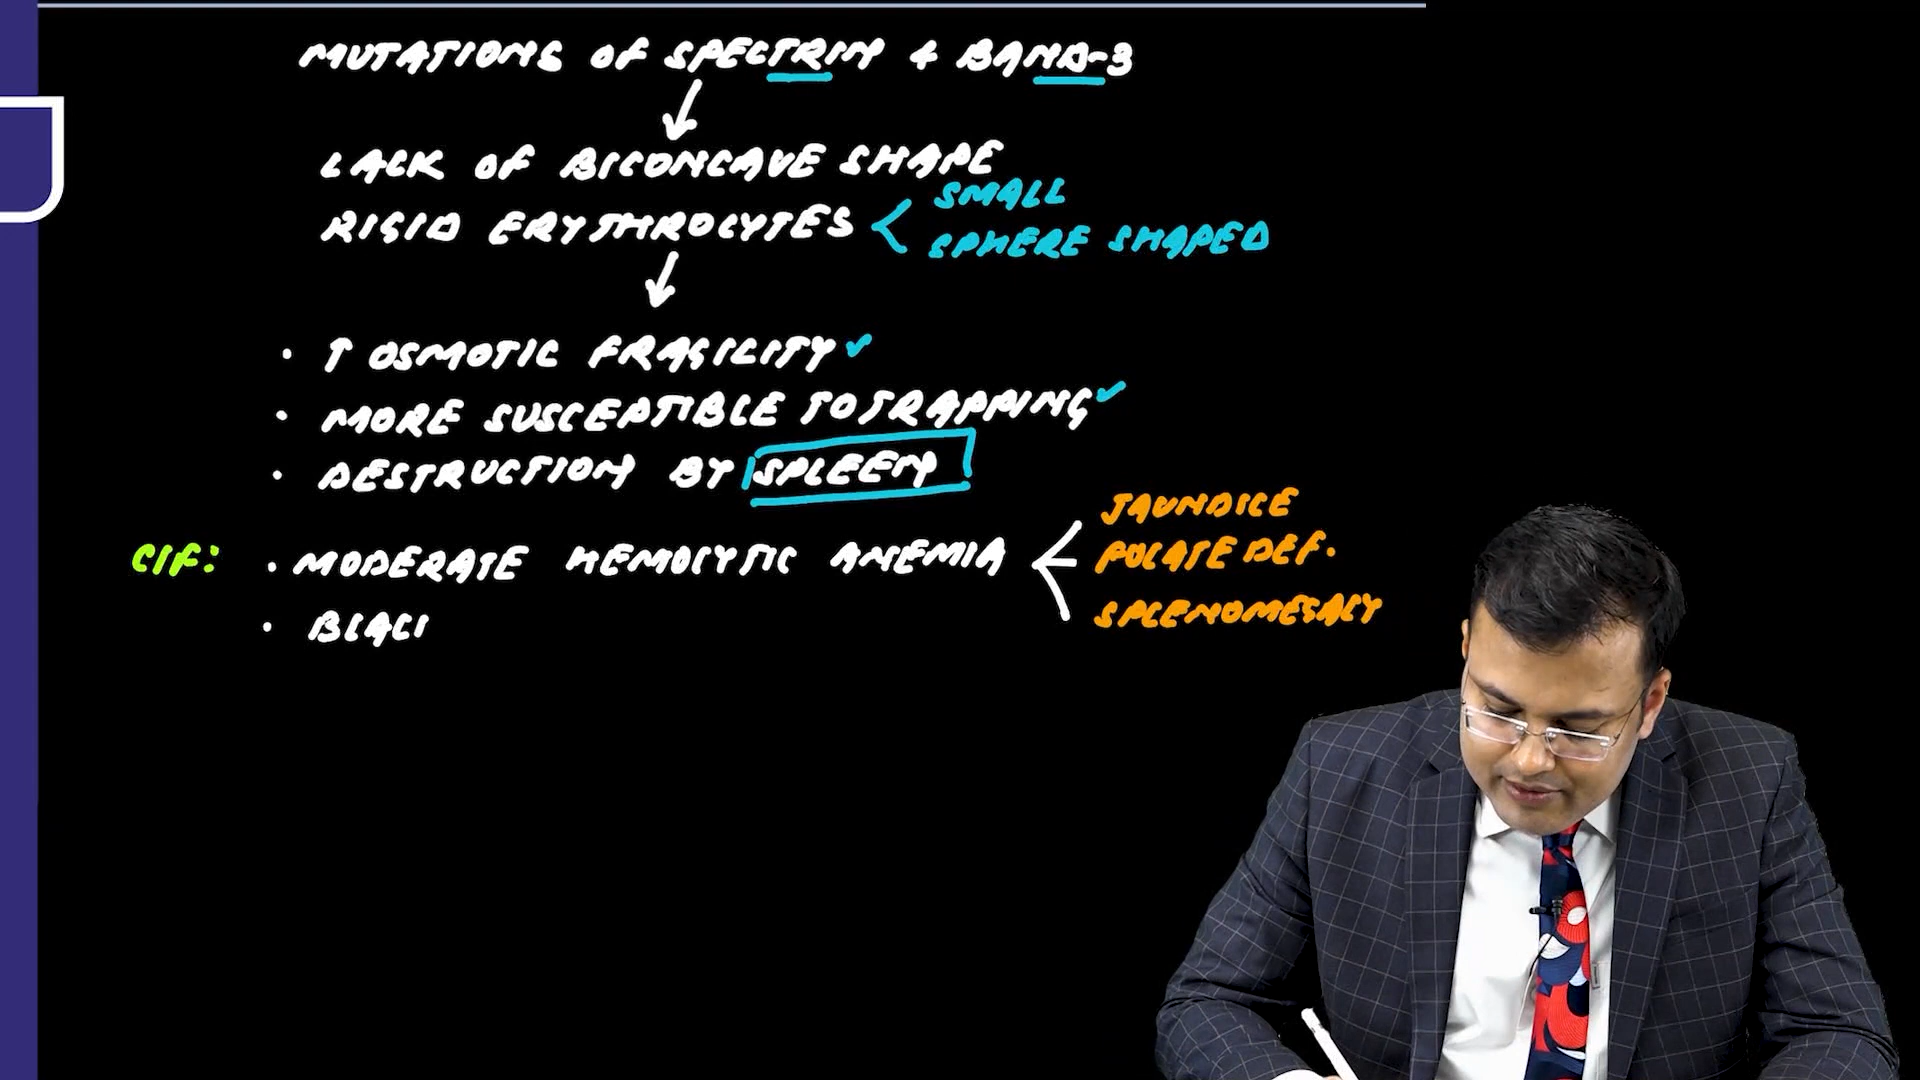 MUTATIONS OF SPECTRIN & BAND-3
LACK OF BICONCAVE SHAPE
RIGID ERYTHROCYTES < SMALL
SPHERE SHAPED
• ↑ OSMOTIC FRAGILITY ✓
• MORE SUSCEPTIBLE TO TRAPPING ✓
• DESTRUCTION BY SPLEEN
C/F: • MODERATE HEMOLYTIC ANEMIA < JAUNDICE
FOLATE DEF.
SPLENOMEGALY
• BLACI